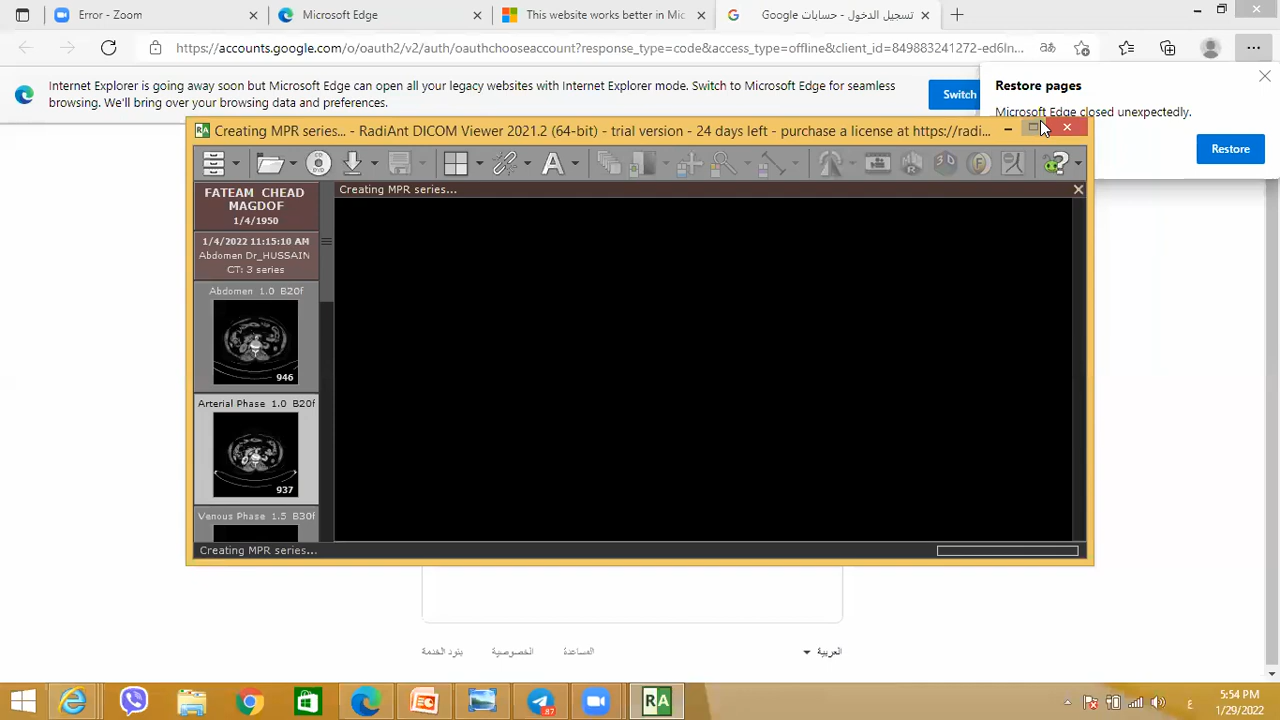 Error - Zoom
Microsoft Edge
This website works better in Mic
تسجيل الدخول - حسابات Google
https://accounts.google.com/o/oauth2/v2/auth/oauthchooseaccount?response_type=code&access_type=offline&client_id=849883241272-ed6ln...
Internet Explorer is going away soon but Microsoft Edge can open all your legacy websites with Internet Explorer mode. Switch to Microsoft Edge for seamless
browsing. We'll bring over your browsing data and preferences.
Switch
Restore pages
Microsoft Edge closed unexpectedly.
Restore
Creating MPR series... - RadiAnt DICOM Viewer 2021.2 (64-bit) - trial version - 24 days left - purchase a license at https://radi...
FATEAM CHEAD
MAGDOF
1/4/1950
1/4/2022 11:15:10 AM
Abdomen Dr_HUSSAIN
CT: 3 series
Abdomen 1.0 B20f
946
Arterial Phase 1.0 B20f
937
Venous Phase 1.5 B30f
Creating MPR series...
Creating MPR series...
العربية
المساعدة
الخصوصية
بنود الخدمة
RA
87
ع
5:54 PM
1/29/2022